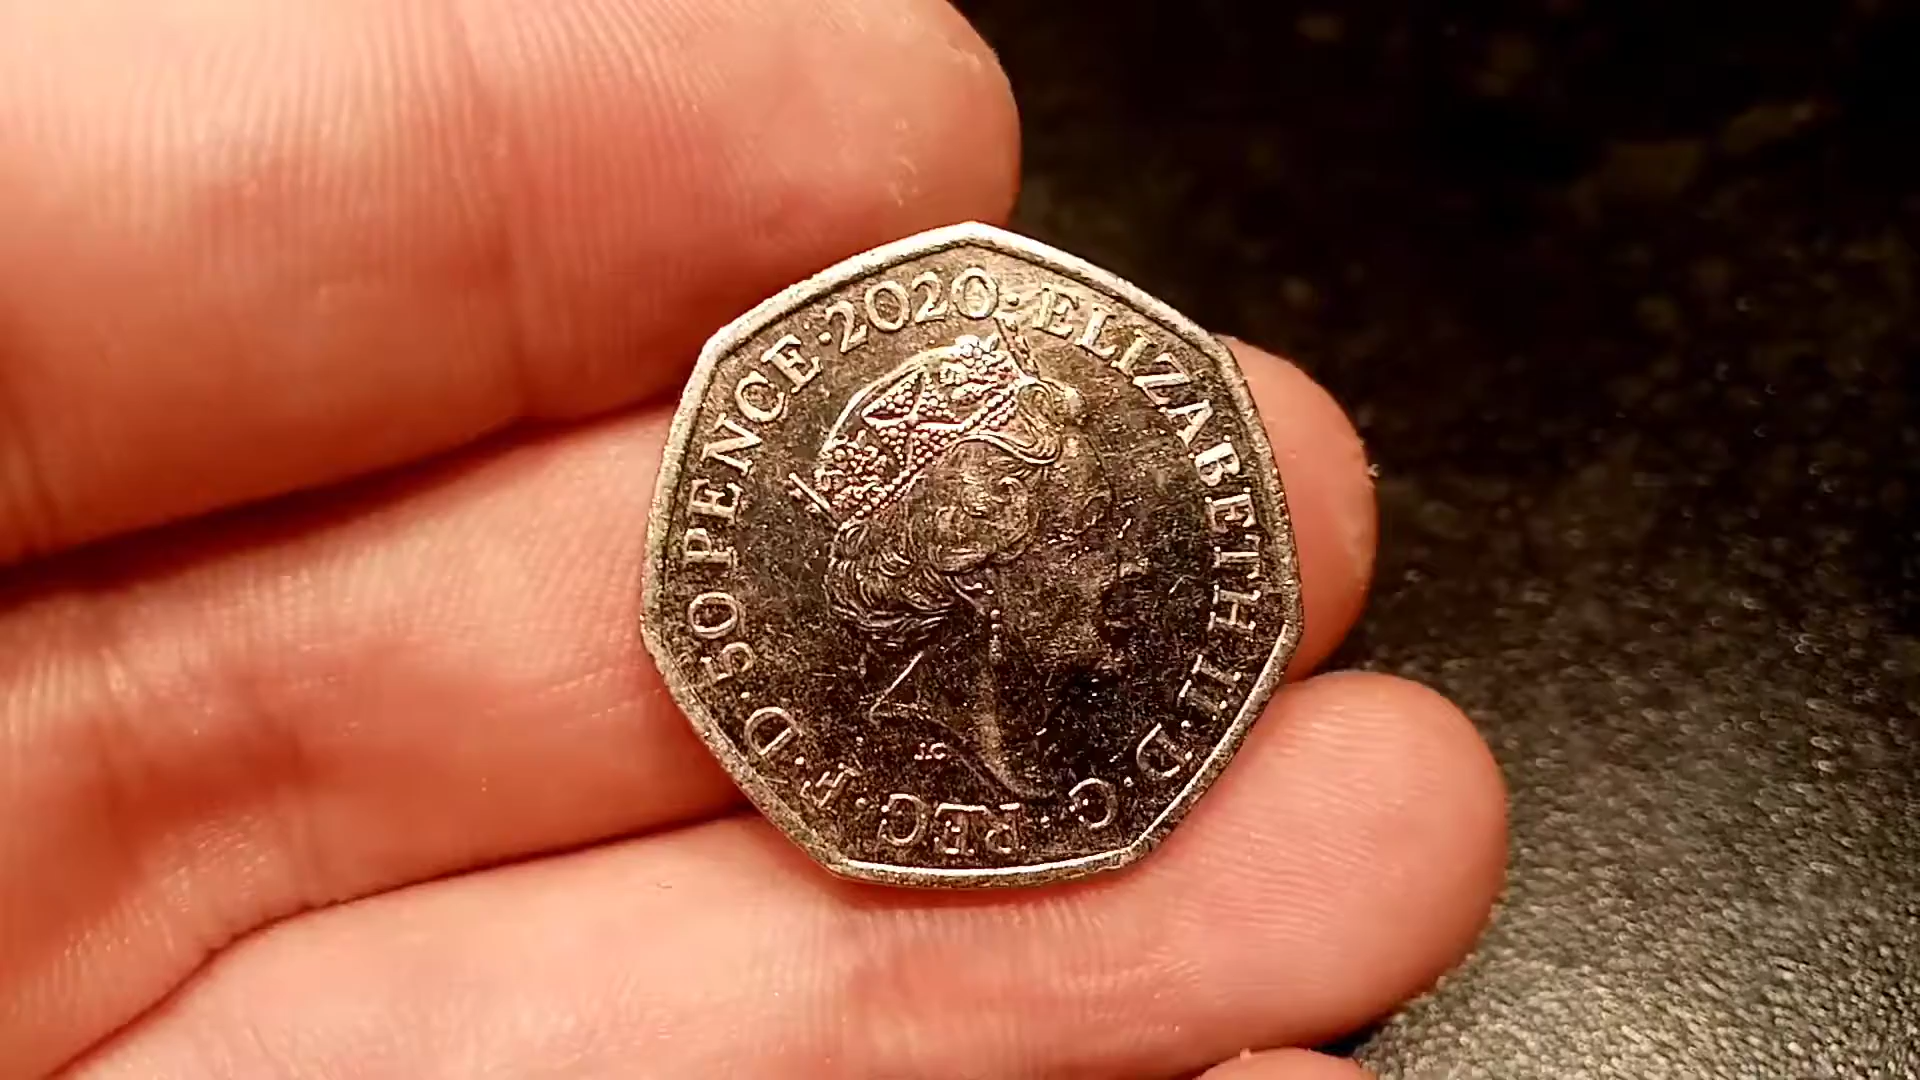 ELIZABETH II · D · G · REG · F · D · 50 PENCE · 2020 ·
JC